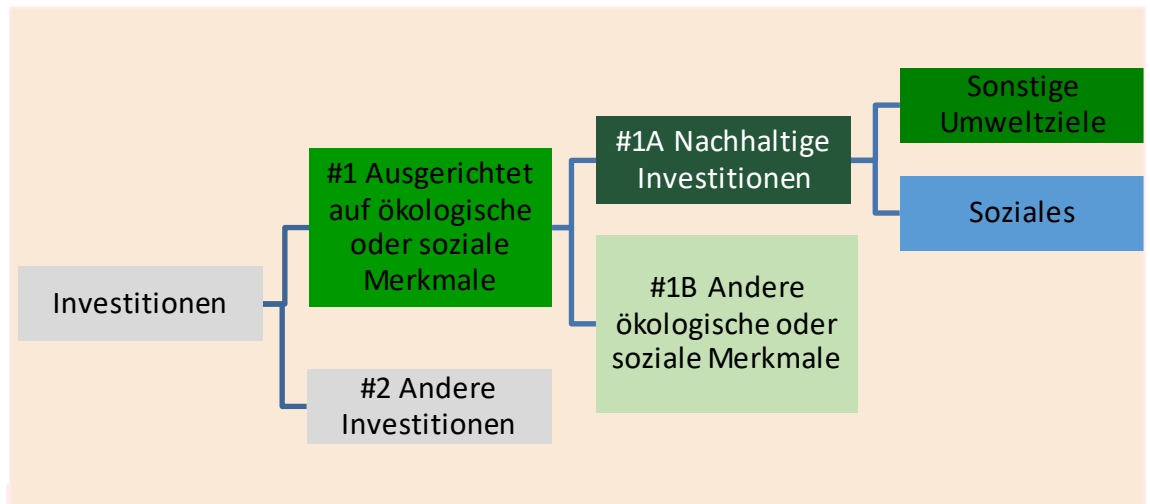 Investitionen
#1 Ausgerichtet
auf ökologische
oder soziale
Merkmale
#2 Andere
Investitionen
#1A Nachhaltige
Investitionen
#1B Andere
ökologische oder
soziale Merkmale
Sonstige
Umweltziele
Soziales